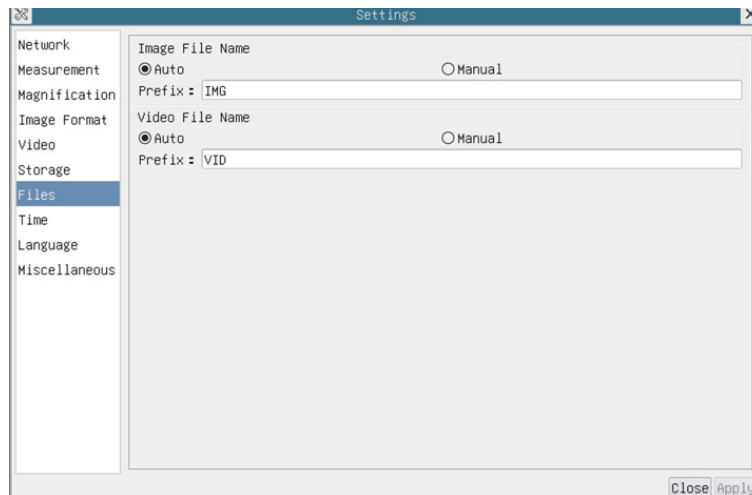 Settings
Network
Measurement
Magnification
Image Format
Video
Storage
Files
Time
Language
Miscellaneous
Image File Name
Auto Manual
Prefix: IMG
Video File Name
Auto Manual
Prefix: VID
Close Apply